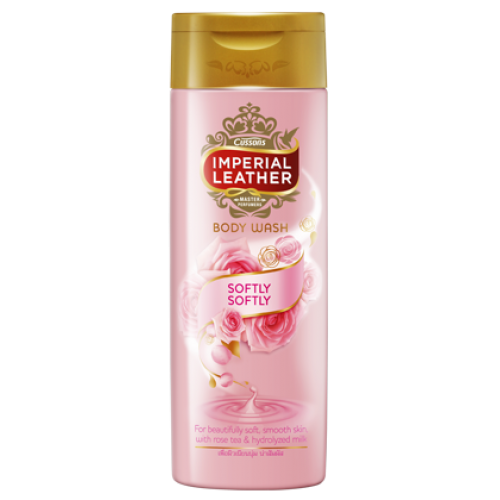 Cussons
IMPERIAL
LEATHER
MASTER
PERFUMERS
BODY WASH
SOFTLY
SOFTLY
For beautifully soft, smooth skin,
with rose tea & hydrolyzed milk